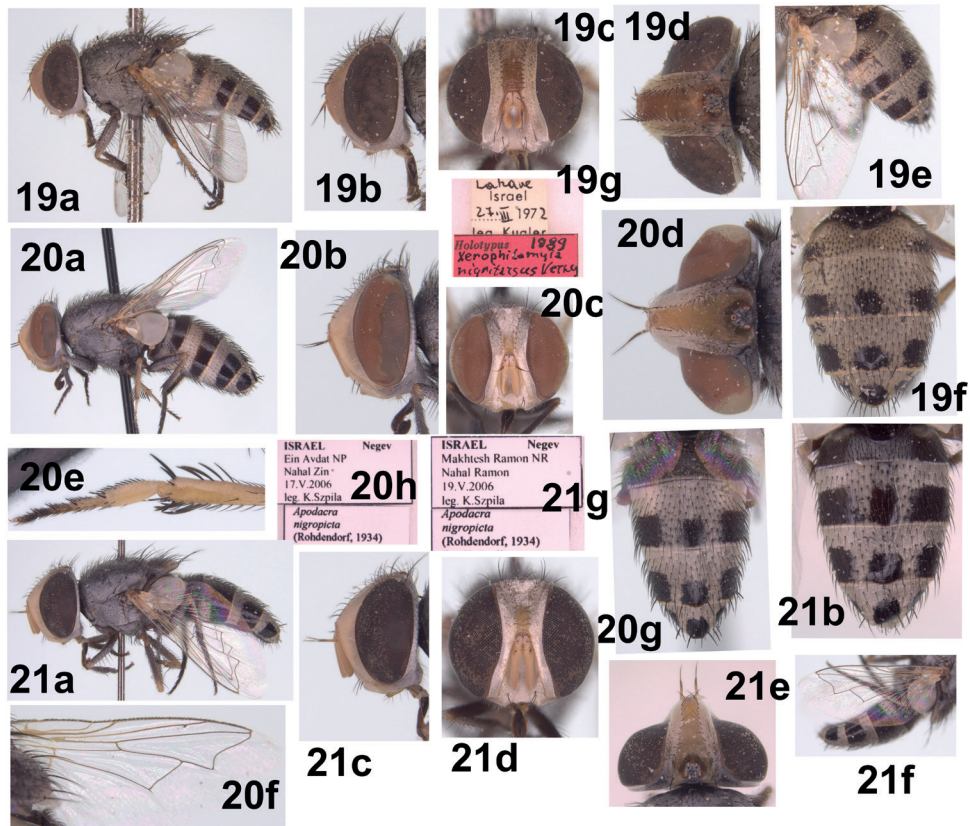 19a
19b
19c
19d
19e
19g
Lahave
Israel
27.III 1972
leg. Kugler
Holotypus 1989
Xerophilomyia
nigritarsus Verny
19f
20a
20b
20c
20d
20e
ISRAEL Negev
Ein Avdat NP
Nahal Zin
17.V.2006
leg. K.Szpila
Apodacra
nigropicta
(Rohdendorf, 1934)
20h
ISRAEL Negev
Makhtesh Ramon NR
Nahal Ramon
19.V.2006
leg. K.Szpila
Apodacra
nigropicta
(Rohdendorf, 1934)
21g
20g
21b
21a
21c
21d
21e
21f
20f